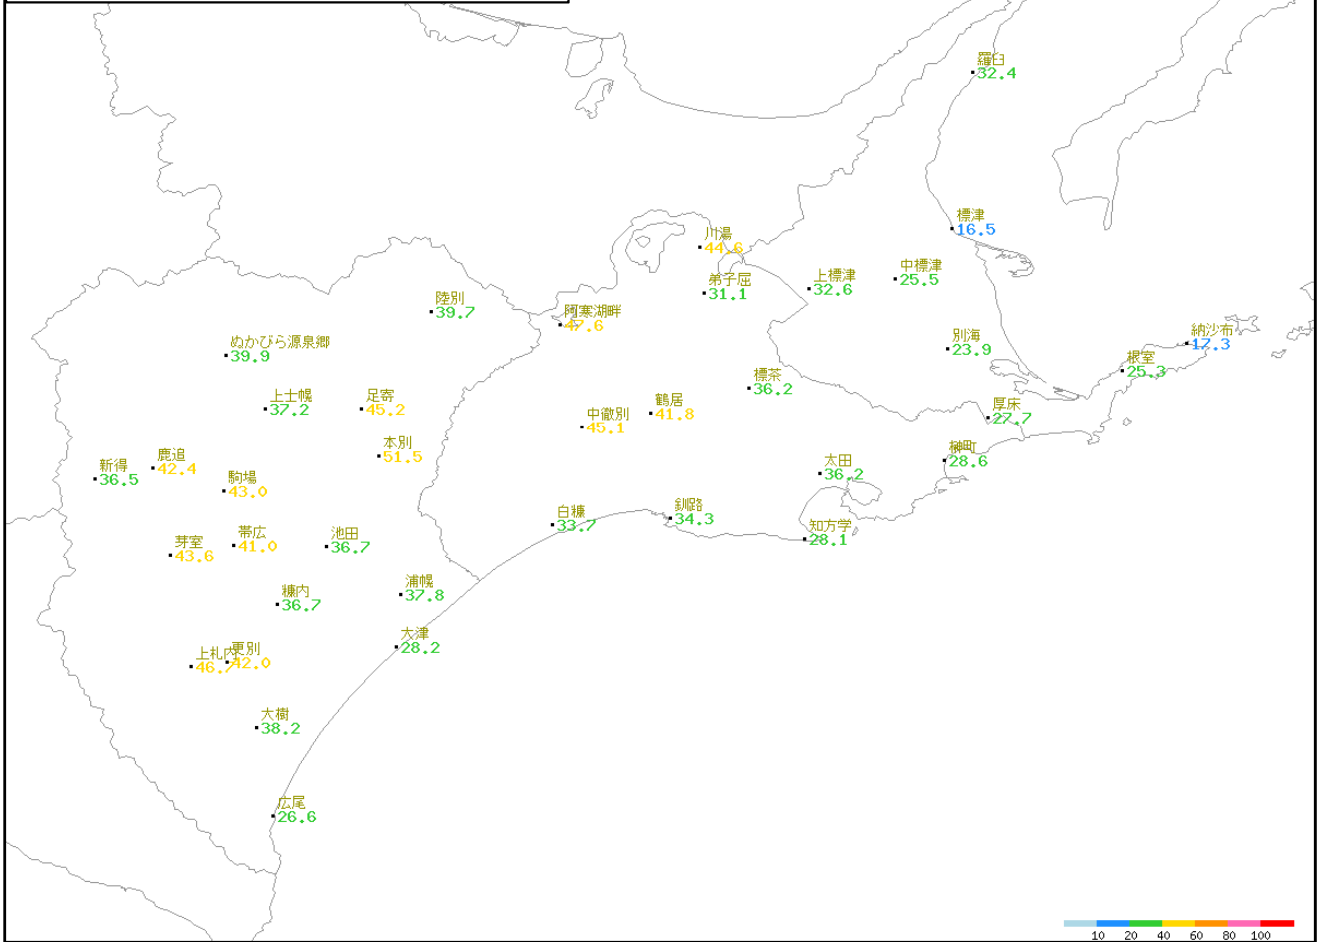 羅臼
32.4
標津
16.5
川湯
44.6
中標津
25.5
弟子屈
31.1
上標津
32.6
陸別
39.7
阿寒湖畔
47.6
納沙布
17.3
ぬかびら源泉郷
39.9
別海
23.9
根室
25.3
標茶
36.2
上士幌
37.2
足寄
45.2
鶴居
41.8
厚床
27.7
中徹別
45.1
本別
51.5
榊町
28.6
鹿追
42.4
新得
36.5
太田
36.2
駒場
43.0
釧路
34.3
白糠
33.7
知方学
28.1
帯広
41.0
池田
36.7
芽室
43.6
浦幌
37.8
糠内
36.7
大津
28.2
更別
42.0
上札内
46.7
大樹
38.2
広尾
26.6
10 20 40 60 80 100